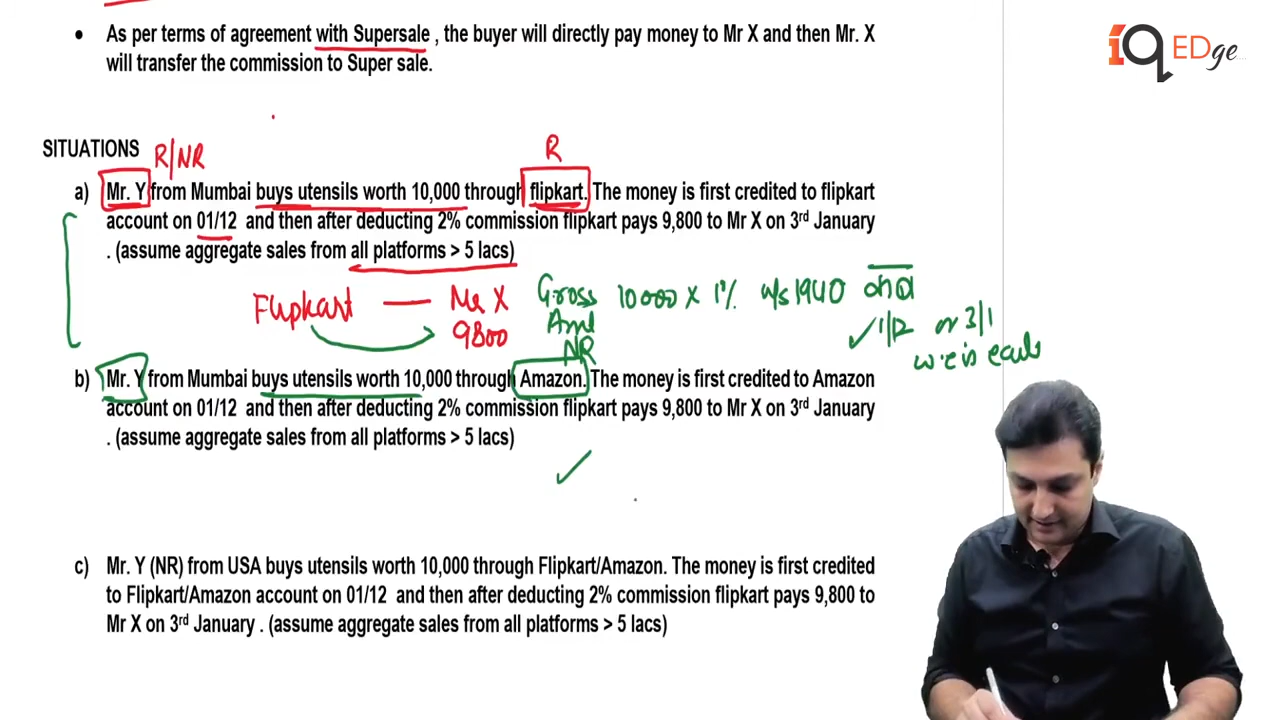 • As per terms of agreement with Supersale , the buyer will directly pay money to Mr X and then Mr. X
will transfer the commission to Super sale.
iQ EDge
SITUATIONS
R/NR
R
a) Mr. Y from Mumbai buys utensils worth 10,000 through flipkart. The money is first credited to flipkart
account on 01/12 and then after deducting 2% commission flipkart pays 9,800 to Mr X on 3rd January
. (assume aggregate sales from all platforms > 5 lacs)
Flipkart — Mr X
9800
Gross 10000 X 1% u/s 194O on
Amt
✓ 1/12 or 3/1
w.e is earlr
NR
b) Mr. Y from Mumbai buys utensils worth 10,000 through Amazon. The money is first credited to Amazon
account on 01/12 and then after deducting 2% commission flipkart pays 9,800 to Mr X on 3rd January
. (assume aggregate sales from all platforms > 5 lacs)
✓
c) Mr. Y (NR) from USA buys utensils worth 10,000 through Flipkart/Amazon. The money is first credited
to Flipkart/Amazon account on 01/12 and then after deducting 2% commission flipkart pays 9,800 to
Mr X on 3rd January . (assume aggregate sales from all platforms > 5 lacs)